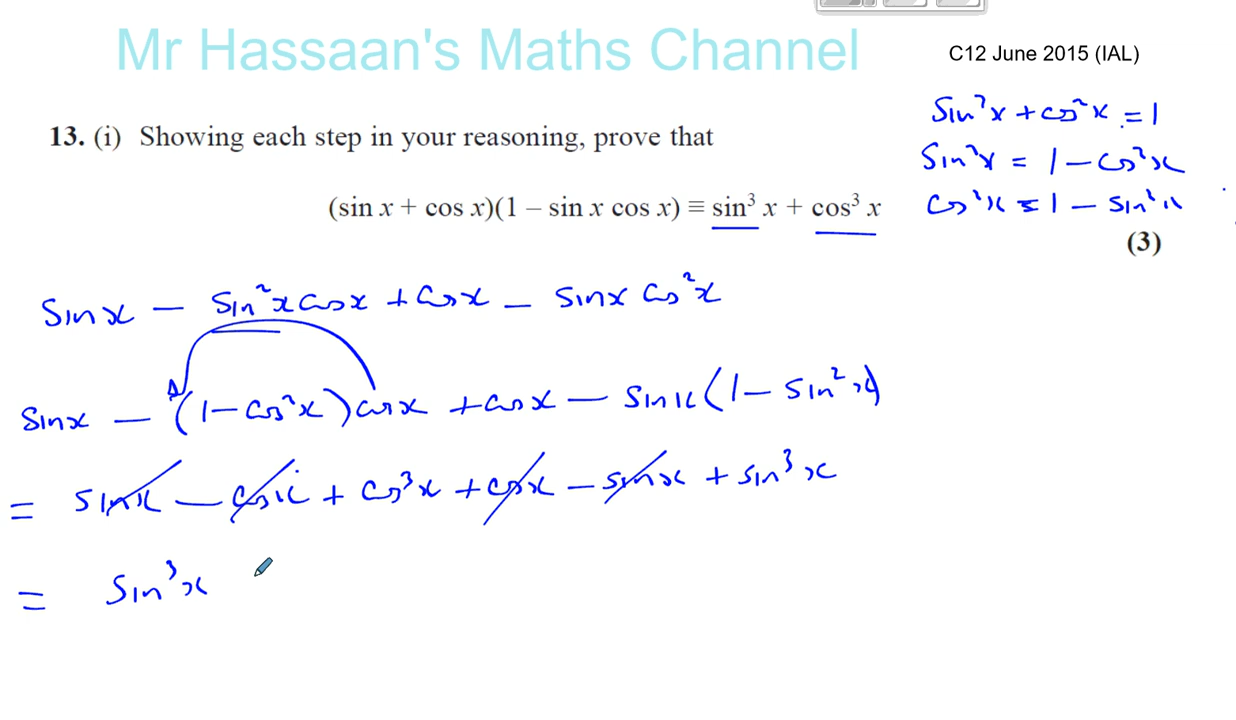 Mr Hassaan's Maths Channel
C12 June 2015 (IAL)
sin²x + cos²x = 1
sin²x = 1 - cos²x
cos²x = 1 - sin²x
13. (i) Showing each step in your reasoning, prove that
(sin x + cos x)(1 – sin x cos x) ≡ sin³ x + cos³ x
(3)
sinx - sin²x cosx + cosx - sinx cos²x
sinx - (1 - cos²x) cosx + cosx - sinx (1 - sin²x)
= sinx - cosx + cos³x + cosx - sinx + sin³x
= sin³x